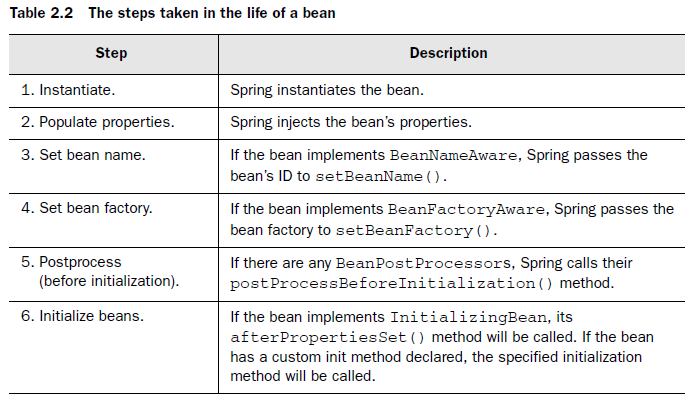 Table 2.2 The steps taken in the life of a bean
Step Description
1. Instantiate. Spring instantiates the bean.
2. Populate properties. Spring injects the bean's properties.
3. Set bean name. If the bean implements BeanNameAware, Spring passes the
bean's ID to setBeanName().
4. Set bean factory. If the bean implements BeanFactoryAware, Spring passes the
bean factory to setBeanFactory().
5. Postprocess If there are any BeanPostProcessors, Spring calls their
(before initialization). postProcessBeforeInitialization() method.
6. Initialize beans. If the bean implements InitializingBean, its
afterPropertiesSet() method will be called. If the bean
has a custom init method declared, the specified initialization
method will be called.